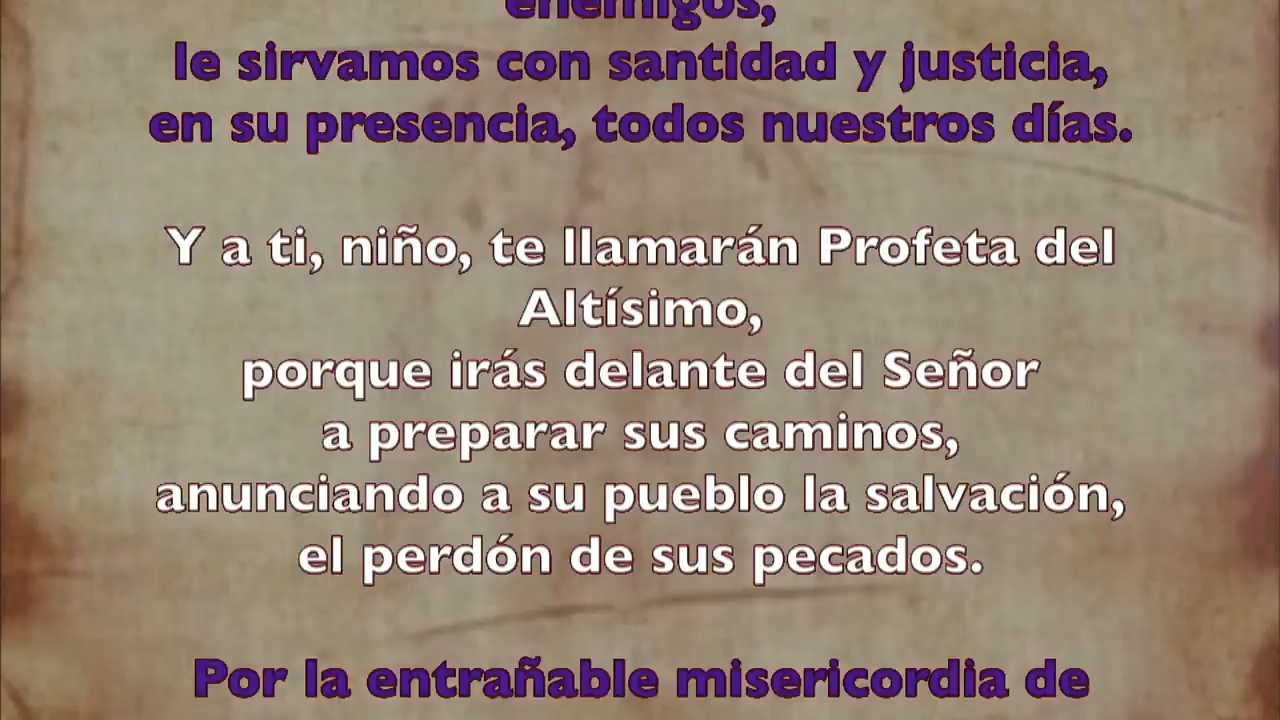 enemigos,
le sirvamos con santidad y justicia,
en su presencia, todos nuestros días.
Y a ti, niño, te llamarán Profeta del
Altísimo,
porque irás delante del Señor
a preparar sus caminos,
anunciando a su pueblo la salvación,
el perdón de sus pecados.
Por la entrañable misericordia de